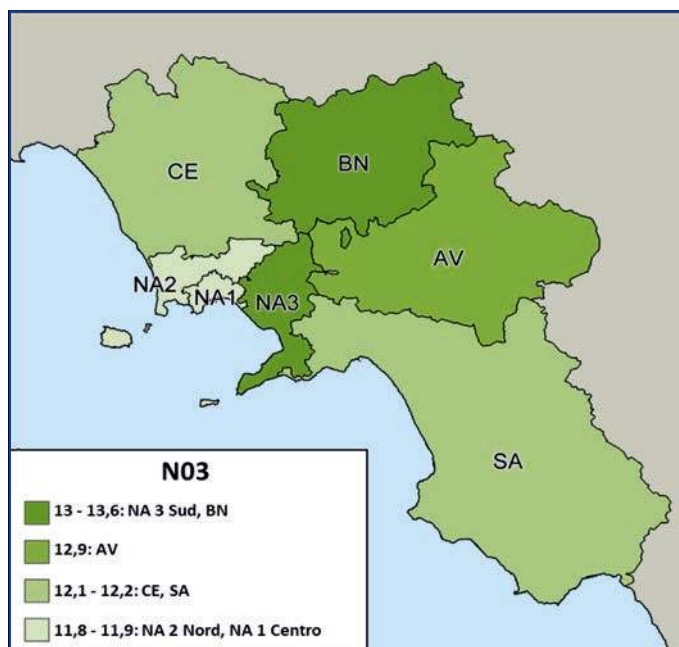 CE
BN
AV
NA2
NA1
NA3
SA
N03
13 - 13,6: NA 3 Sud, BN
12,9: AV
12,1 - 12,2: CE, SA
11,8 - 11,9: NA 2 Nord, NA 1 Centro